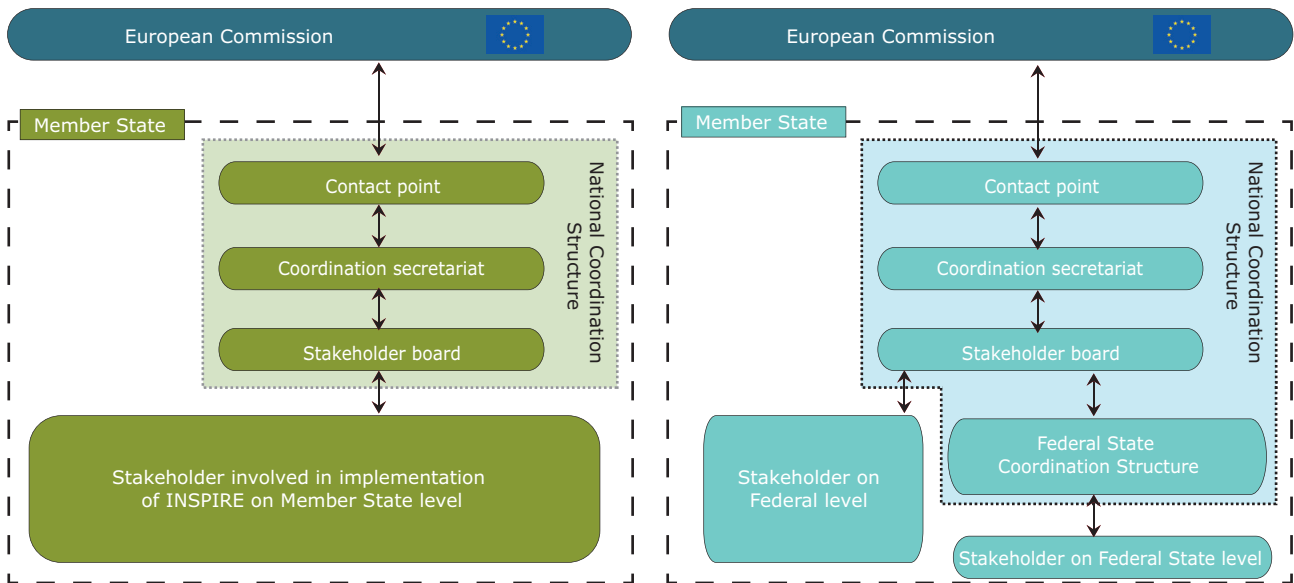 European Commission
Member State
Contact point
Coordination secretariat
Stakeholder board
National Coordination
Structure
Stakeholder involved in implementation
of INSPIRE on Member State level
European Commission
Member State
Contact point
Coordination secretariat
Stakeholder board
National Coordination
Structure
Stakeholder on
Federal level
Federal State
Coordination Structure
Stakeholder on Federal State level